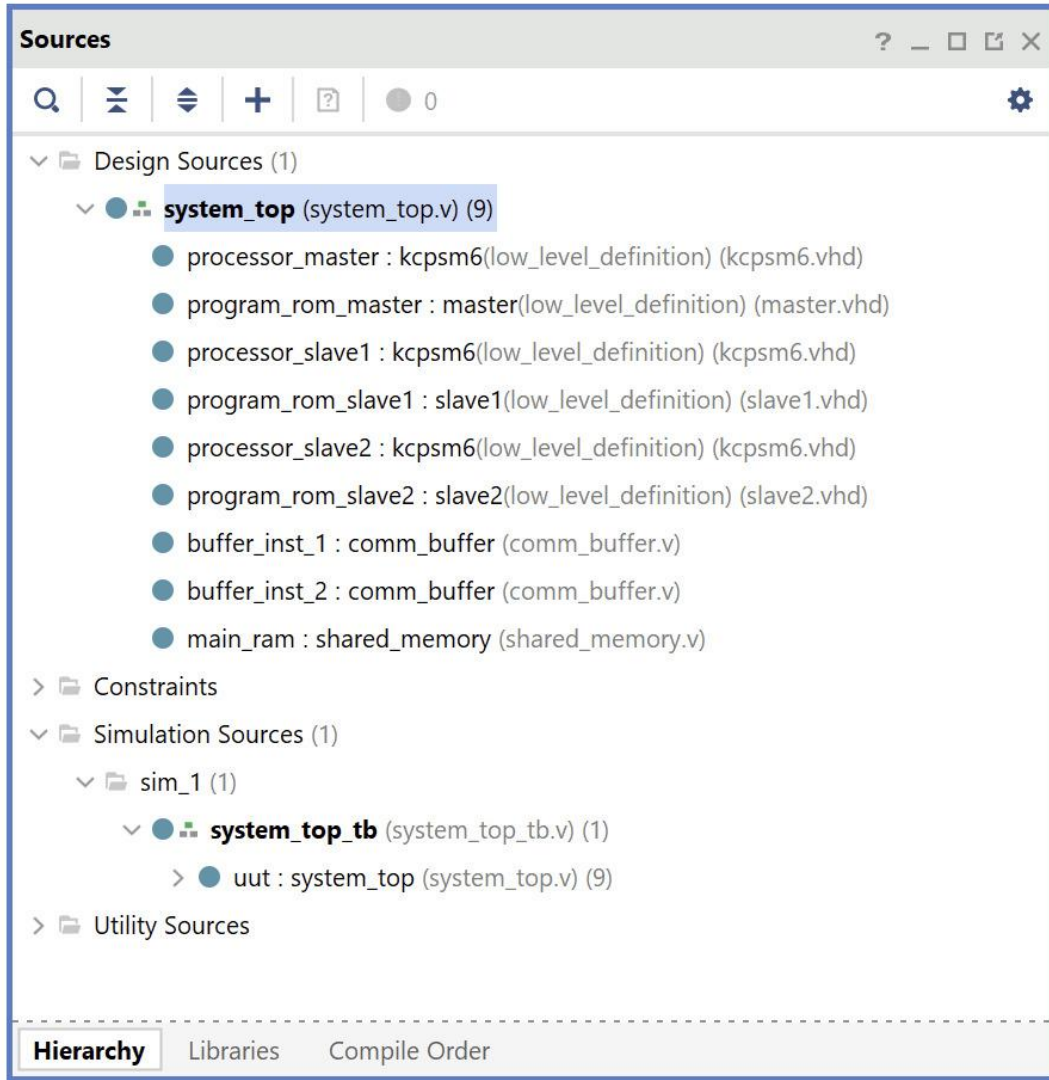 Sources
?
0
Design Sources (1)
system_top (system_top.v) (9)
processor_master : kcpsm6(low_level_definition) (kcpsm6.vhd)
program_rom_master : master(low_level_definition) (master.vhd)
processor_slave1 : kcpsm6(low_level_definition) (kcpsm6.vhd)
program_rom_slave1 : slave1(low_level_definition) (slave1.vhd)
processor_slave2 : kcpsm6(low_level_definition) (kcpsm6.vhd)
program_rom_slave2 : slave2(low_level_definition) (slave2.vhd)
buffer_inst_1 : comm_buffer (comm_buffer.v)
buffer_inst_2 : comm_buffer (comm_buffer.v)
main_ram : shared_memory (shared_memory.v)
Constraints
Simulation Sources (1)
sim_1 (1)
system_top_tb (system_top_tb.v) (1)
uut : system_top (system_top.v) (9)
Utility Sources
Hierarchy Libraries Compile Order